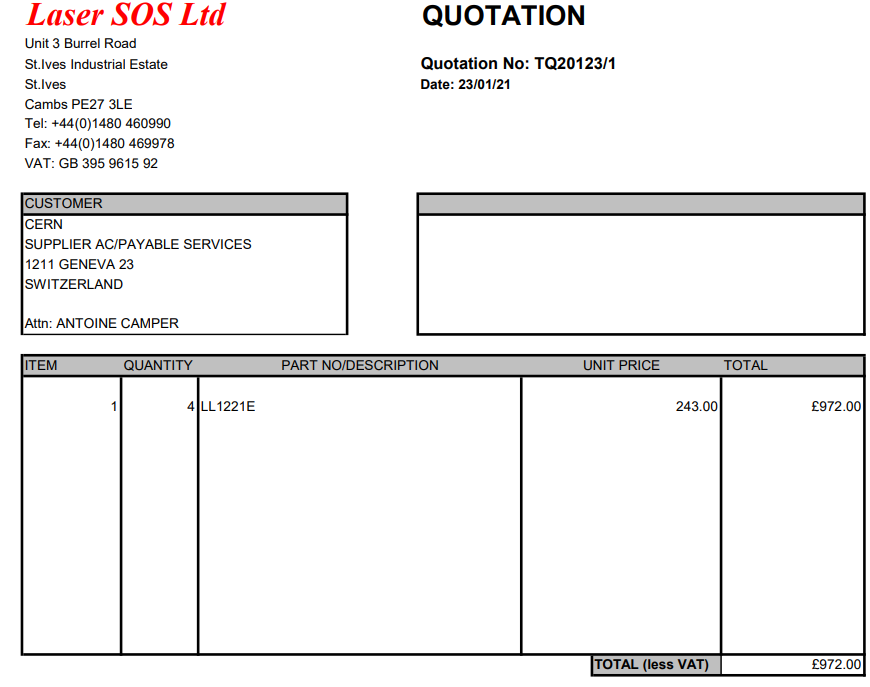 Laser SOS Ltd
QUOTATION
Unit 3 Burrel Road
St.Ives Industrial Estate
Quotation No: TQ20123/1
St.Ives
Date: 23/01/21
Cambs PE27 3LE
Tel: +44(0)1480 460990
Fax: +44(0)1480 469978
VAT: GB 395 9615 92
CUSTOMER
CERN
SUPPLIER AC/PAYABLE SERVICES
1211 GENEVA 23
SWITZERLAND
Attn: ANTOINE CAMPER
ITEM QUANTITY PART NO/DESCRIPTION UNIT PRICE TOTAL
1 4 LL1221E 243.00 £972.00
TOTAL (less VAT) £972.00